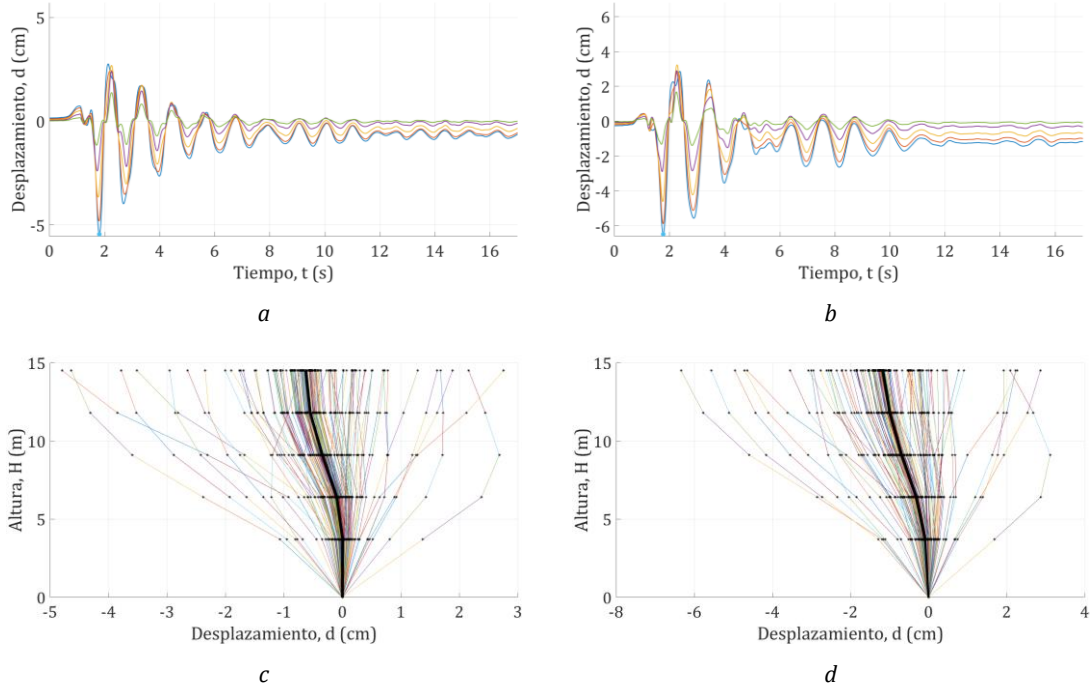 5
0
-5
Desplazamiento, d (cm)
0 2 4 6 8 10 12 14 16
Tiempo, t (s)
a
6
4
2
0
-2
-4
-6
Desplazamiento, d (cm)
0 2 4 6 8 10 12 14 16
Tiempo, t (s)
b
15
10
5
0
Altura, H (m)
-5 -4 -3 -2 -1 0 1 2 3
Desplazamiento, d (cm)
c
15
10
5
0
Altura, H (m)
-8 -6 -4 -2 0 2 4
Desplazamiento, d (cm)
d